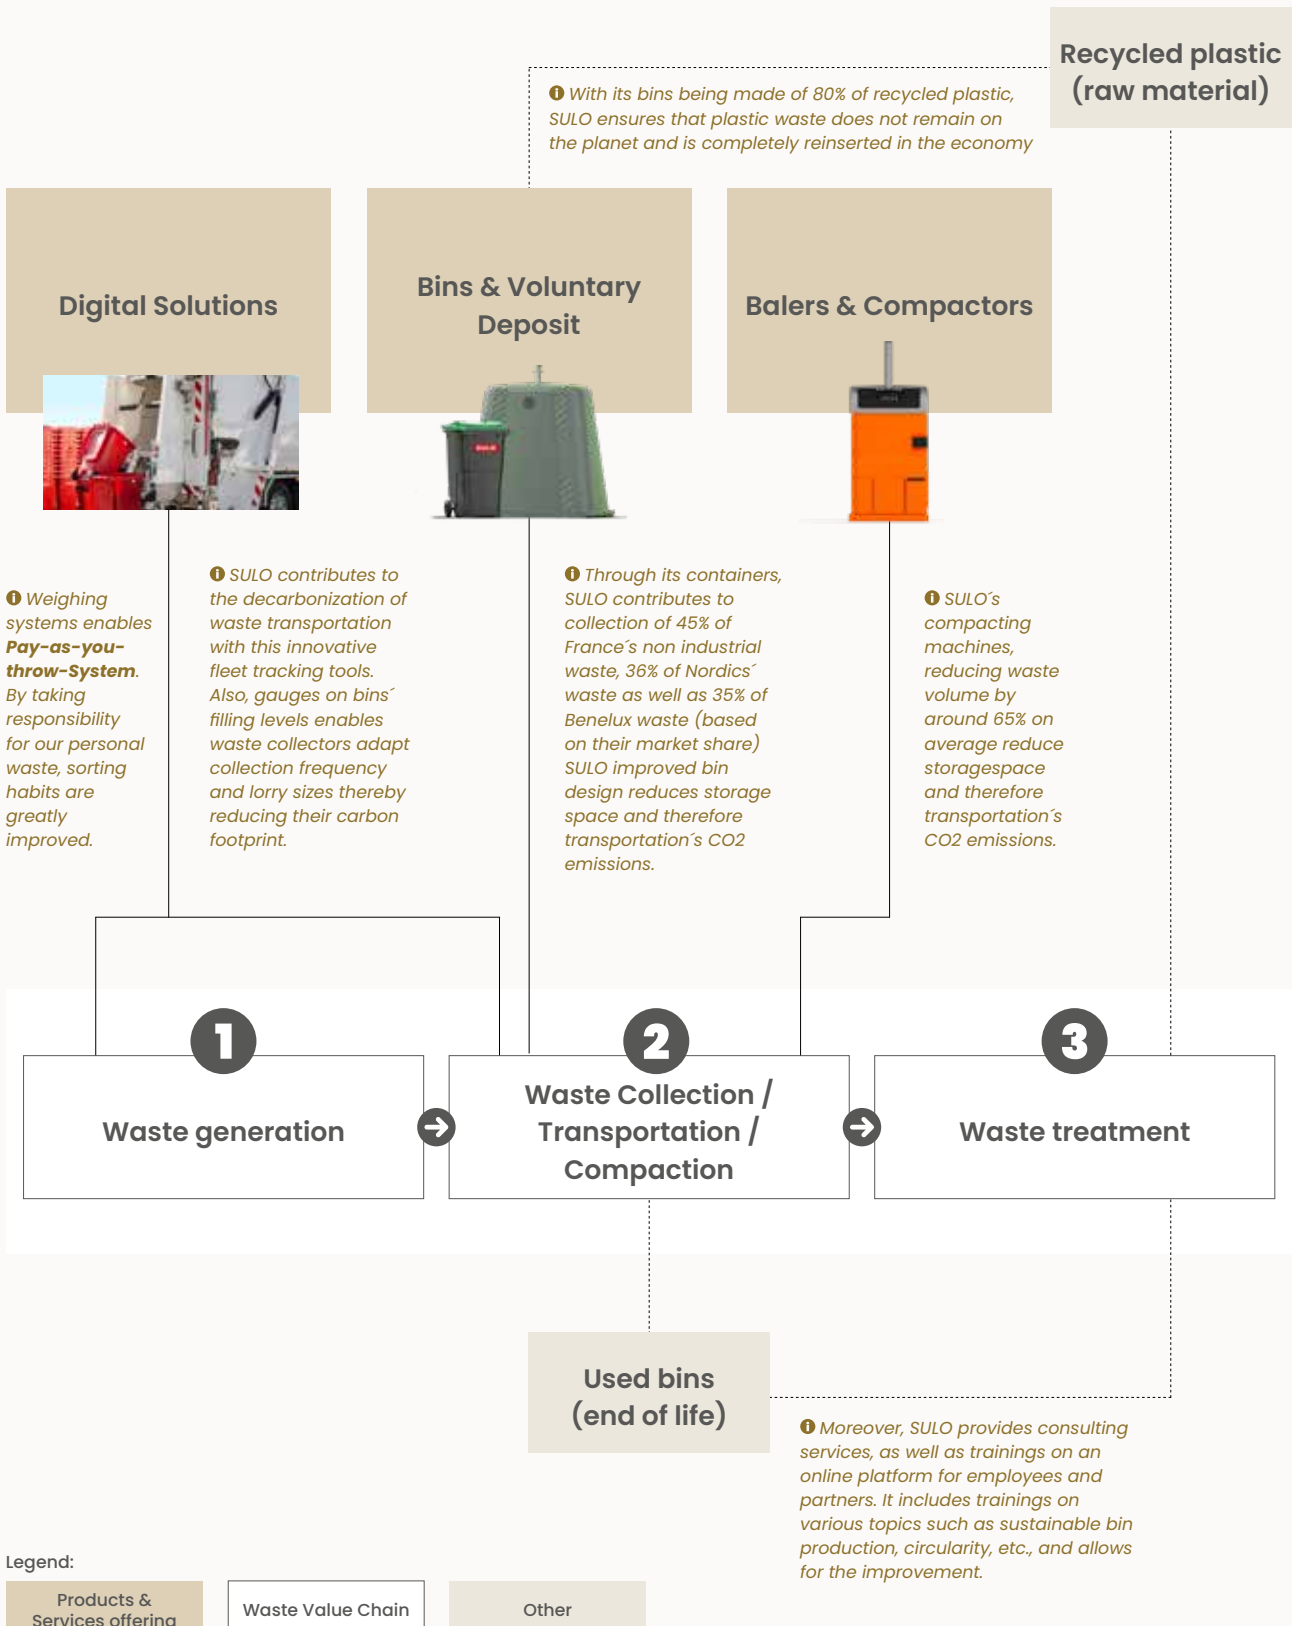 Recycled plastic
(raw material)
With its bins being made of 80% of recycled plastic,
SULO ensures that plastic waste does not remain on
the planet and is completely reinserted in the economy
Digital Solutions
Bins & Voluntary
Deposit
Balers & Compactors
Weighing
systems enables
Pay-as-you-
throw-System.
By taking
responsibility
for our personal
waste, sorting
habits are
greatly
improved.
SULO contributes to
the decarbonization of
waste transportation
with this innovative
fleet tracking tools.
Also, gauges on bins´
filling levels enables
waste collectors adapt
collection frequency
and lorry sizes thereby
reducing their carbon
footprint.
Through its containers,
SULO contributes to
collection of 45% of
France´s non industrial
waste, 36% of Nordics´
waste as well as 35% of
Benelux waste (based
on their market share)
SULO improved bin
design reduces storage
space and therefore
transportation´s CO2
emissions.
SULO´s
compacting
machines,
reducing waste
volume by
around 65% on
average reduce
storagespace
and therefore
transportation´s
CO2 emissions.
1
Waste generation
2
Waste Collection /
Transportation /
Compaction
3
Waste treatment
Used bins
(end of life)
Moreover, SULO provides consulting
services, as well as trainings on an
online platform for employees and
partners. It includes trainings on
various topics such as sustainable bin
production, circularity, etc., and allows
for the improvement.
Legend:
Products &
Services offering
Waste Value Chain
Other